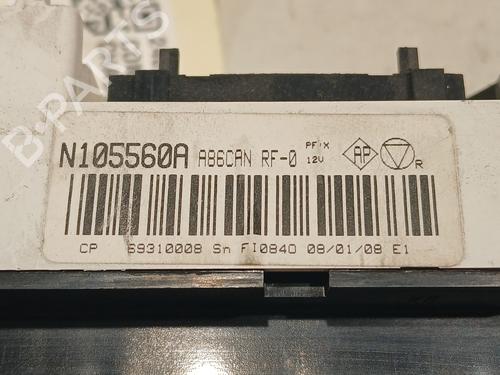 N105560A A86CAN RF-0 PF:X 12V AP R
CP 69310008 Sn FI0840 08/01/08 E1
B-PARTS